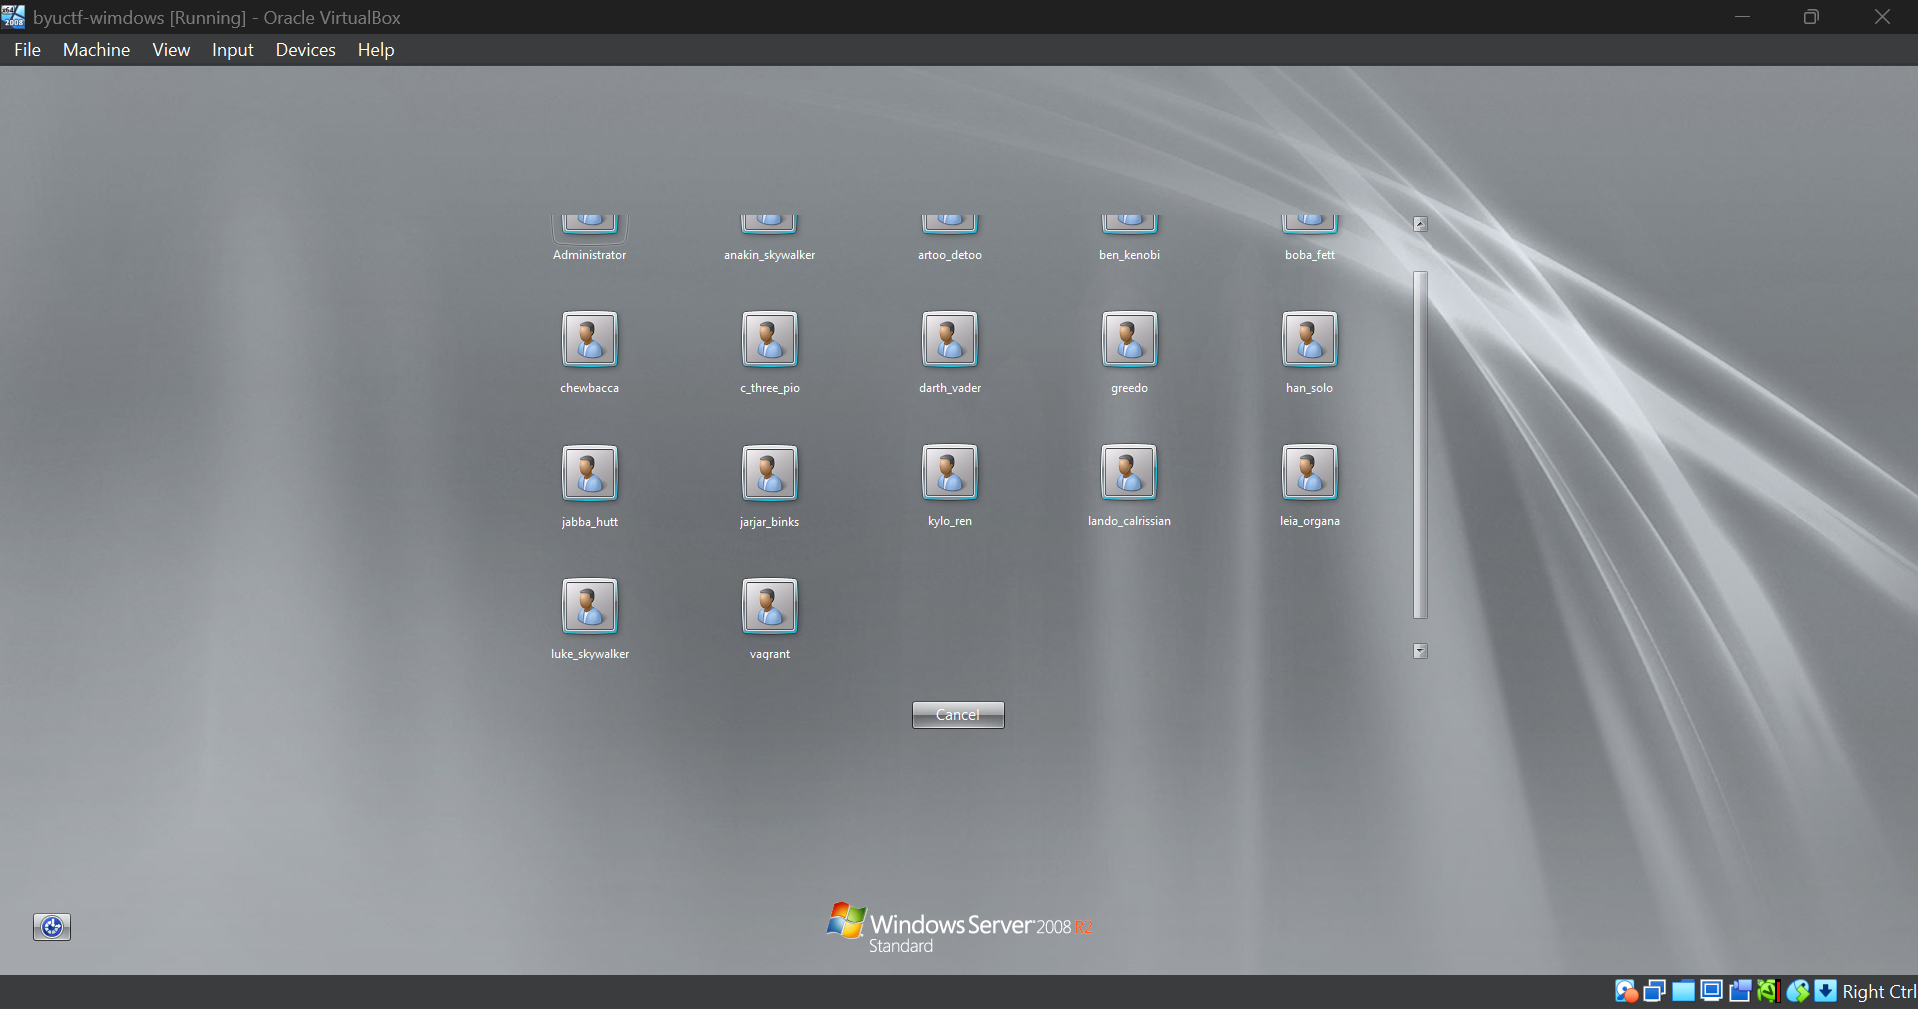 byuctf-wimdows [Running] - Oracle VirtualBox
File Machine View Input Devices Help
Administrator anakin_skywalker artoo_detoo ben_kenobi boba_fett
chewbacca c_three_pio darth_vader greedo han_solo
jabba_hutt jarjar_binks kylo_ren lando_calrissian leia_organa
luke_skywalker vagrant
Cancel
Windows Server 2008 R2
Standard
Right Ctrl